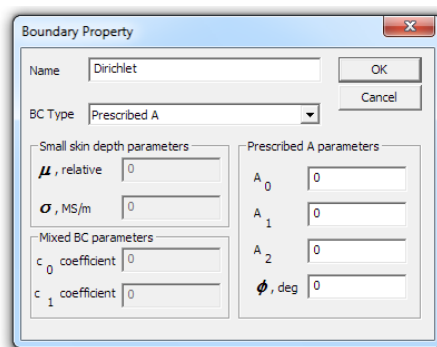 Boundary Property
Name Dirichlet OK
Cancel
BC Type Prescribed A
Small skin depth parameters
μ, relative 0
σ, MS/m 0
Mixed BC parameters
c 0 coefficient 0
c 1 coefficient 0
Prescribed A parameters
A 0 0
A 1 0
A 2 0
ϕ, deg 0